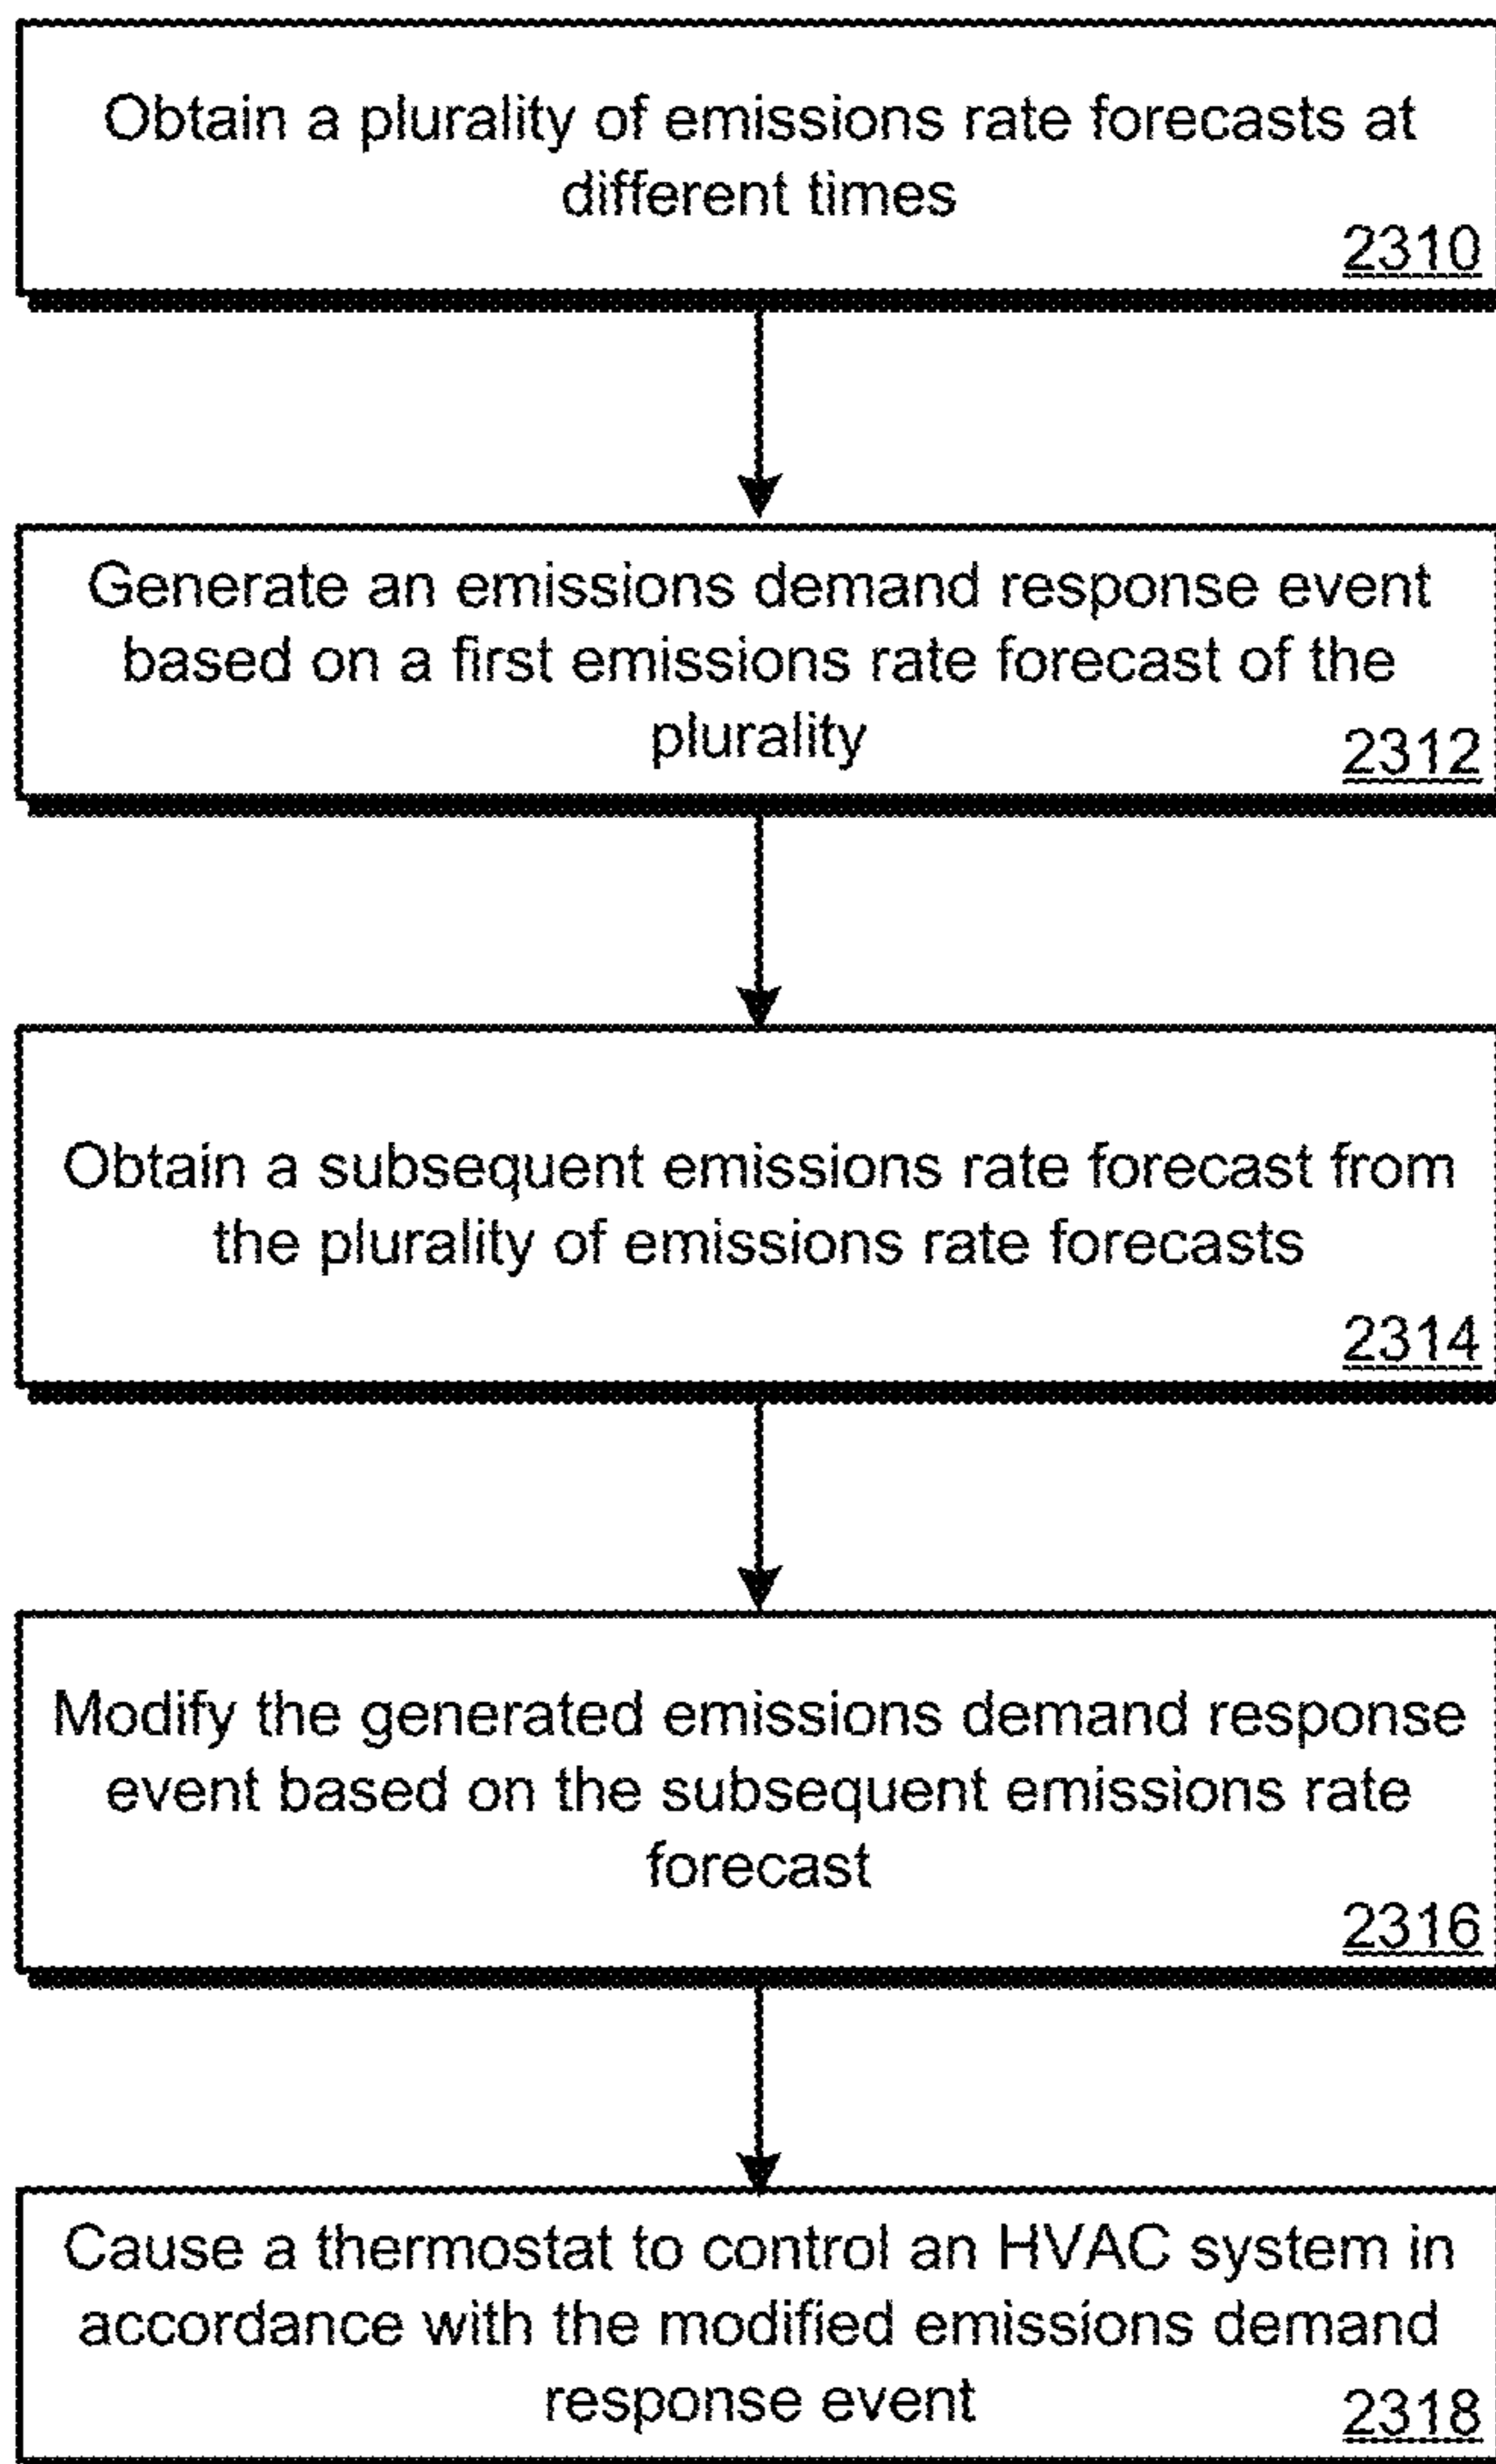 Obtain a plurality of emissions rate forecasts at
different times
2310
Generate an emissions demand response event
based on a first emissions rate forecast of the
plurality
2312
Obtain a subsequent emissions rate forecast from
the plurality of emissions rate forecasts
2314
Modify the generated emissions demand response
event based on the subsequent emissions rate
forecast
2316
Cause a thermostat to control an HVAC system in
accordance with the modified emissions demand
response event
2318